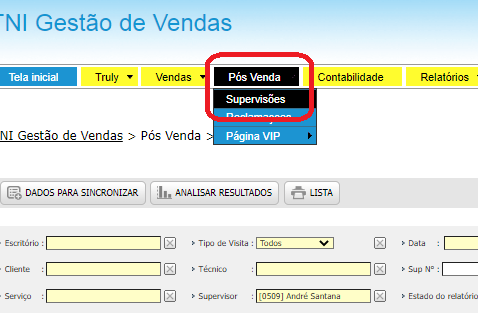 TNI Gestão de Vendas
Tela inicial Truly Vendas Pós Venda Contabilidade Relatórios
Supervisões
Reclamações
Página VIP
NI Gestão de Vendas > Pós Venda >
DADOS PARA SINCRONIZAR ANALISAR RESULTADOS LISTA
Escritório : Tipo de Visita : Todos Data :
Cliente : Técnico : Sup Nº :
Serviço : Supervisor : [0509] André Santana Estado do relatório